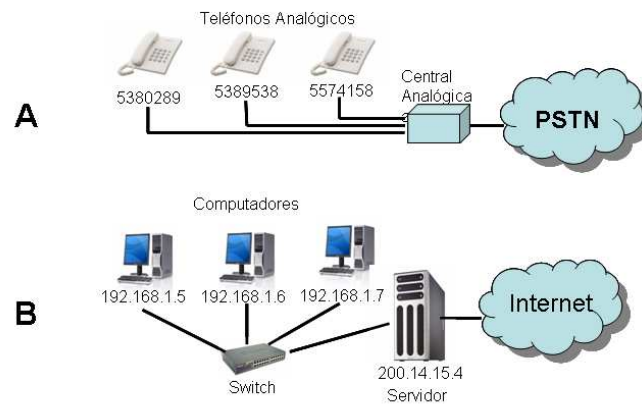 Teléfonos Analógicos
5380289
5389538
5574158
Central
Analógica
A
PSTN
Computadores
192.168.1.5
192.168.1.6
192.168.1.7
B
Internet
Switch
200.14.15.4
Servidor